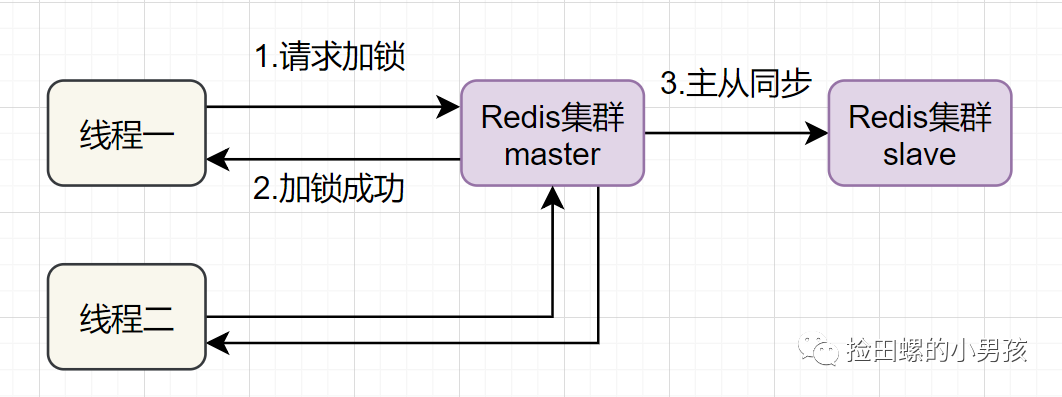 1.请求加锁
3.主从同步
线程一
Redis集群
master
Redis集群
slave
2.加锁成功
线程二
捡田螺的小男孩